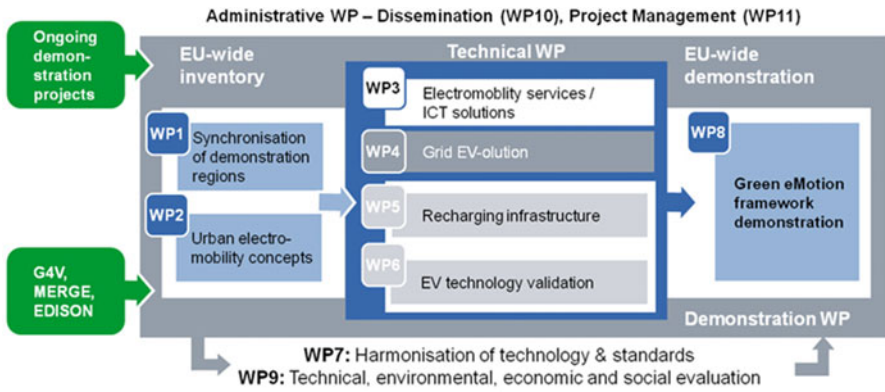 Administrative WP – Dissemination (WP10), Project Management (WP11)
Ongoing
demon-
stration
projects
G4V,
MERGE,
EDISON
EU-wide
inventory
WP1
Synchronisation
of demonstration
regions
WP2
Urban electro-
mobility concepts
Technical WP
WP3
Electromoblity services /
ICT solutions
WP4
Grid EV-olution
WP5
Recharging infrastructure
WP6
EV technology validation
EU-wide
demonstration
WP8
Green eMotion
framework
demonstration
Demonstration WP
WP7: Harmonisation of technology & standards
WP9: Technical, environmental, economic and social evaluation